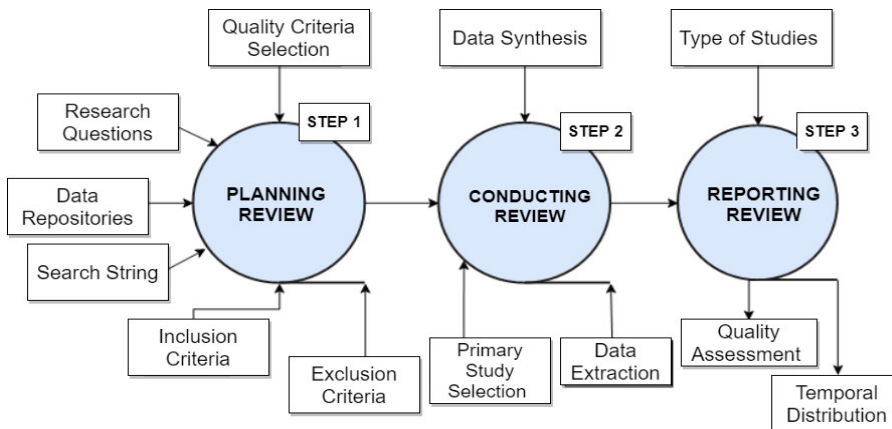 Quality Criteria
Selection
Data Synthesis
Type of Studies
Research
Questions
STEP 1
STEP 2
STEP 3
Data
Repositories
PLANNING
REVIEW
CONDUCTING
REVIEW
REPORTING
REVIEW
Search String
Inclusion
Criteria
Exclusion
Criteria
Primary
Study
Selection
Data
Extraction
Quality
Assessment
Temporal
Distribution